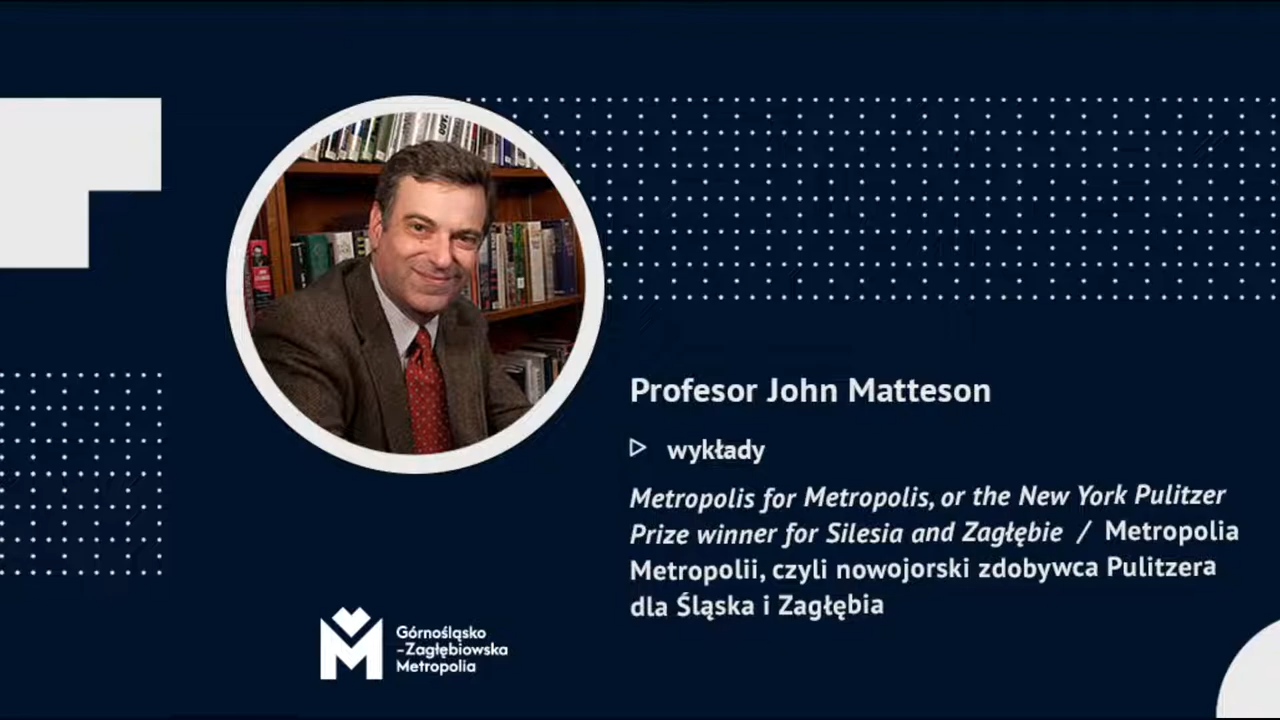 Profesor John Matteson
wykłady
Metropolis for Metropolis, or the New York Pulitzer
Prize winner for Silesia and Zagłębie / Metropolia
Metropolii, czyli nowojorski zdobywca Pulitzera
dla Śląska i Zagłębia
Górnośląsko
-Zagłębiowska
Metropolia